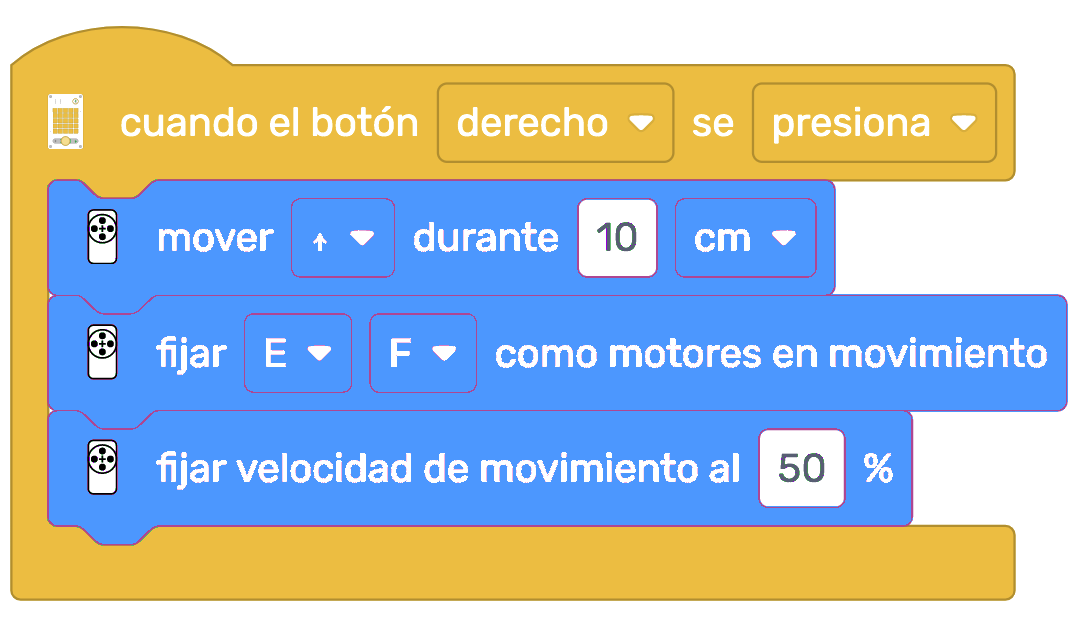 cuando el botón derecho se presiona
mover ↑ durante 10 cm
fijar E F como motores en movimiento
fijar velocidad de movimiento al 50 %